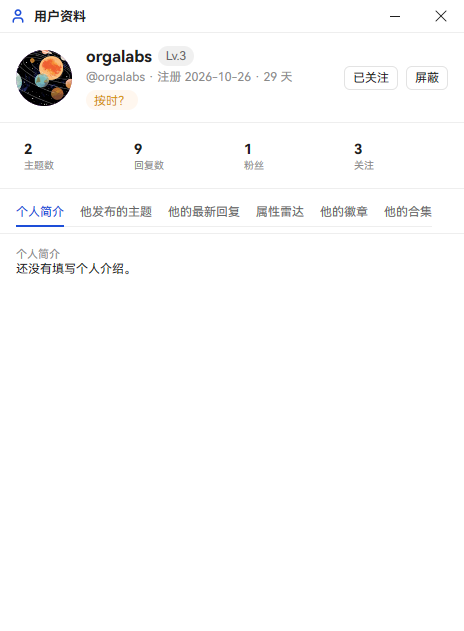 用户资料
orgalabs Lv.3
@orgalabs · 注册 2026-10-26 · 29 天
按时？
已关注 屏蔽
2 9 1 3
主题数 回复数 粉丝 关注
个人简介 他发布的主题 他的最新回复 属性雷达 他的徽章 他的合集
个人简介
还没有填写个人介绍。